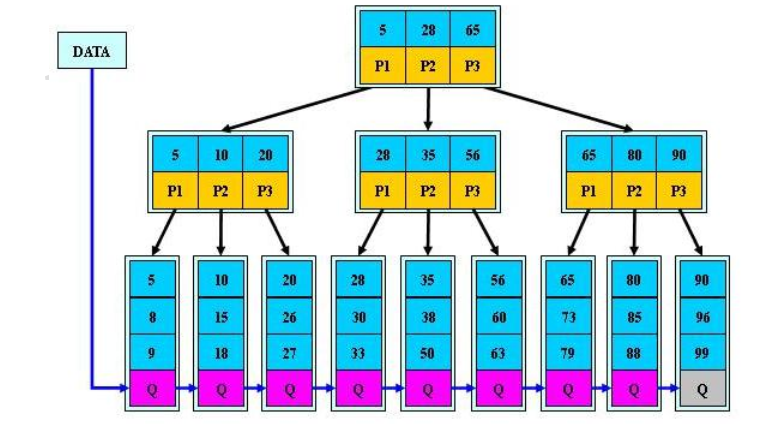 5 28 65
DATA
P1 P2 P3
5 10 20 28 35 56 65 80 90
P1 P2 P3 P1 P2 P3 P1 P2 P3
5 10 20 28 35 56 65 80 90
8 15 26 30 38 60 73 85 96
9 18 27 33 50 63 79 88 99
Q Q Q Q Q Q Q Q Q